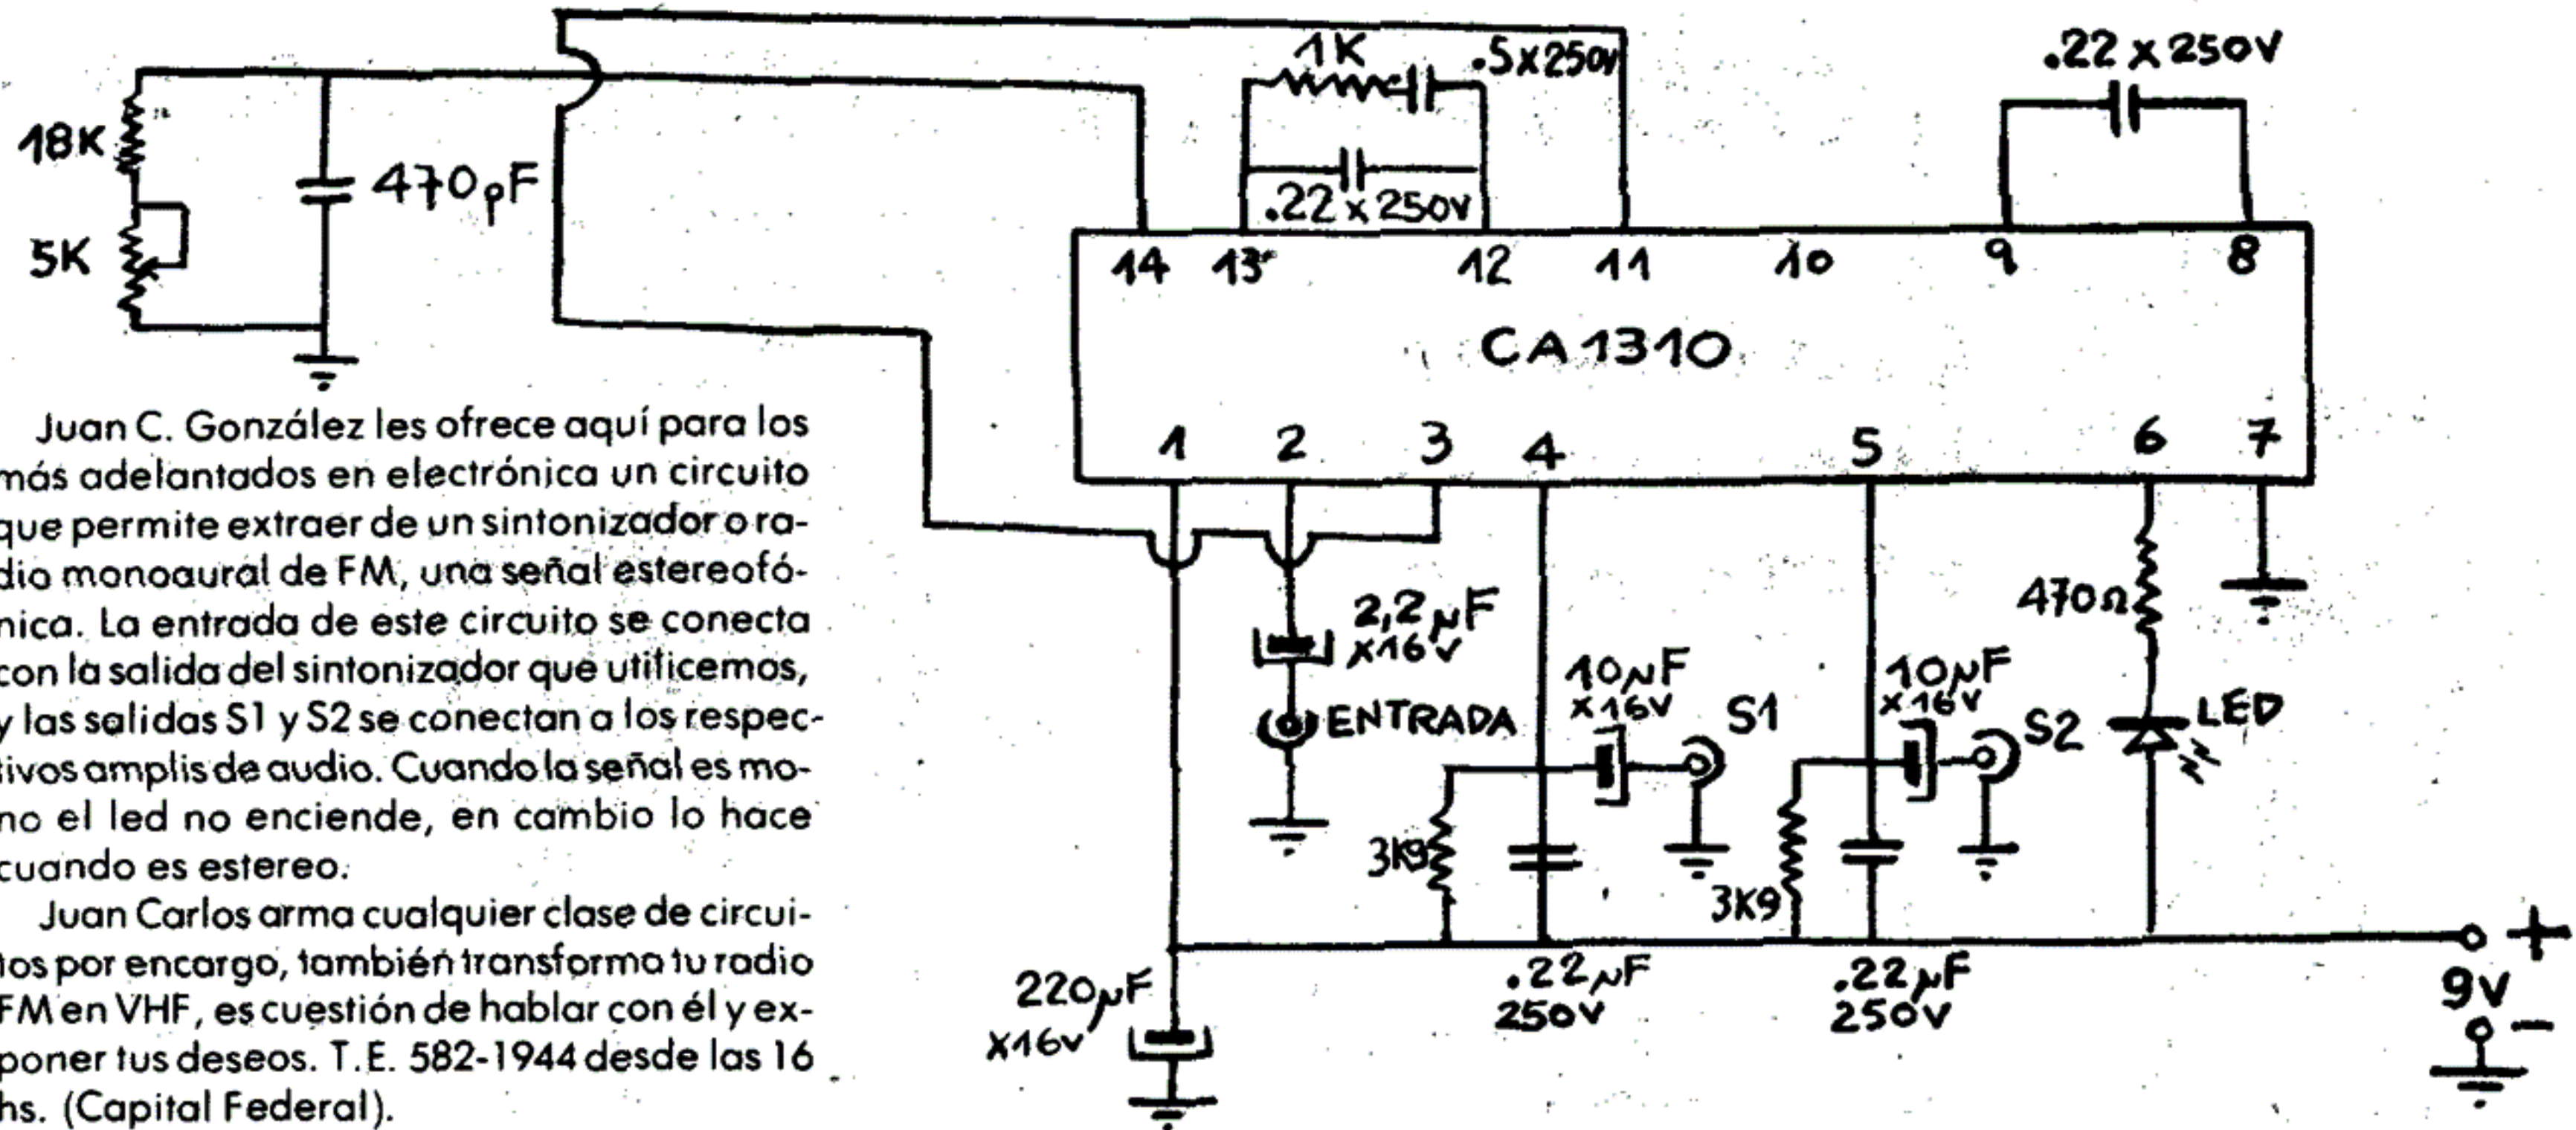 1K
.5x250V
.22 x 250V
18K
470pF
5K
.22x250V
14 13 12 11 10 9 8
CA1310
1 2 3 4 5 6 7
Juan C. González les ofrece aquí para los
más adelantados en electrónica un circuito
que permite extraer de un sintonizador o ra-
dio monoaural de FM, una señal estereofó-
nica. La entrada de este circuito se conecta
con la salida del sintonizador que utilicemos,
y las salidas S1 y S2 se conectan a los respec-
tivos amplis de audio. Cuando la señal es mo-
no el led no enciende, en cambio lo hace
cuando es estereo.
Juan Carlos arma cualquier clase de circui-
tos por encargo, también transforma tu radio
FM en VHF, es cuestión de hablar con él y ex-
poner tus deseos. T.E. 582-1944 desde las 16
hs. (Capital Federal).
2,2µF
x16V
ENTRADA
10µF
x16V
S1
10µF
x16V
S2
470Ω
LED
3K9
3K9
220µF
x16v
.22µF
250V
.22µF
250V
+
9V
-